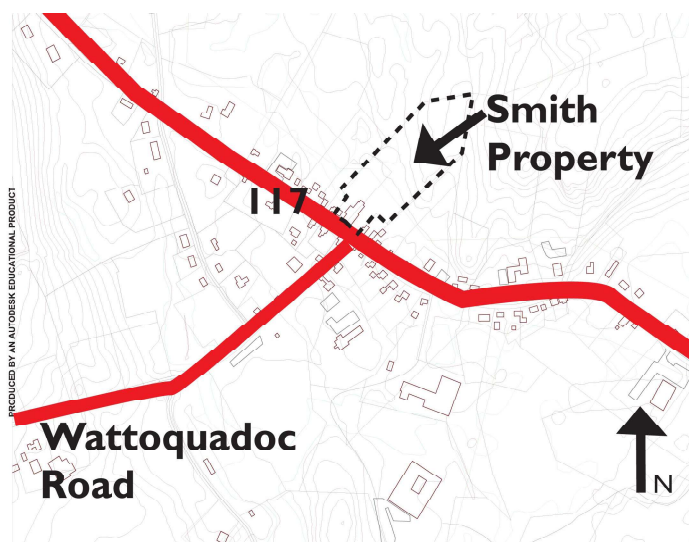 Smith
Property
117
PRODUCED BY AN AUTODESK EDUCATIONAL PRODUCT
Wattoquadoc
Road
N